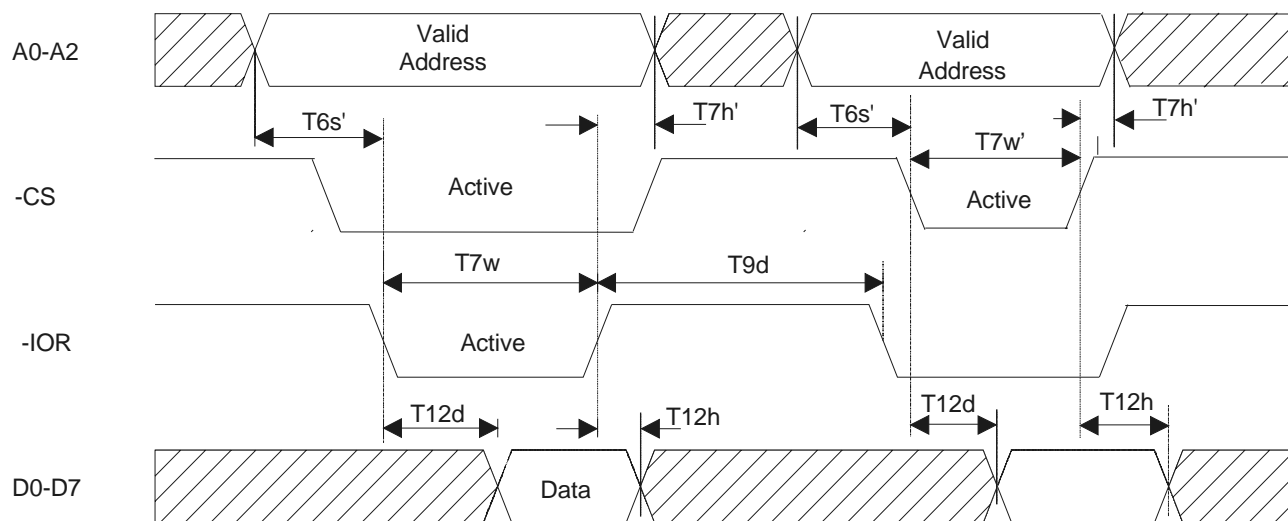 A0-A2
Valid
Address
Valid
Address
T6s'
T7h'
T6s'
T7h'
T7w'
-CS
Active
Active
T7w
T9d
-IOR
Active
T12d
T12h
T12d
T12h
D0-D7
Data